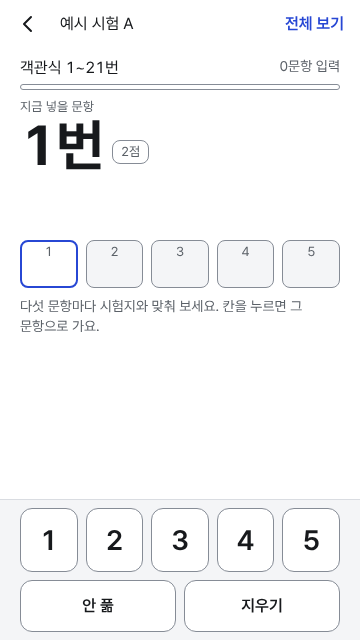 예시 시험 A
전체 보기
객관식 1~21번
0문항 입력
지금 넣을 문항
1번
2점
1 2 3 4 5
다섯 문항마다 시험지와 맞춰 보세요. 칸을 누르면 그
문항으로 가요.
1 2 3 4 5
안 풂
지우기